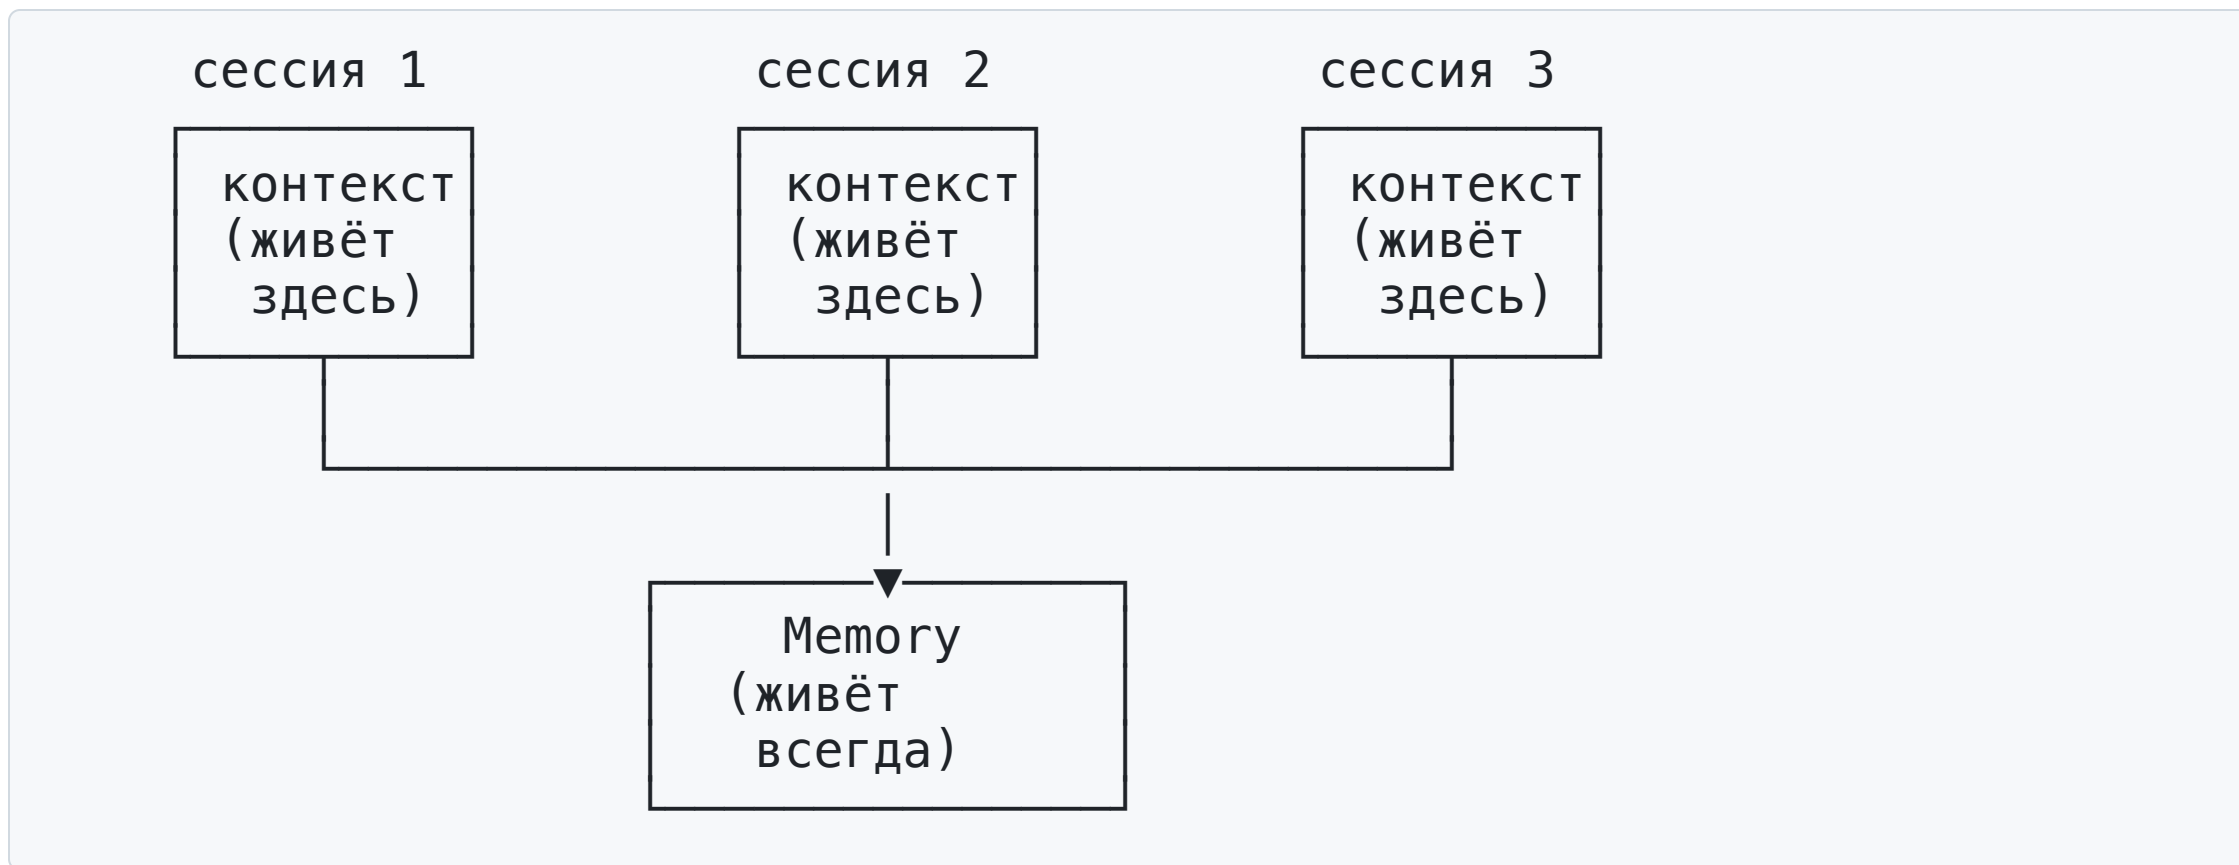 сессия 1 сессия 2 сессия 3
контекст контекст контекст
(живёт (живёт (живёт
здесь) здесь) здесь)
Memory
(живёт
всегда)